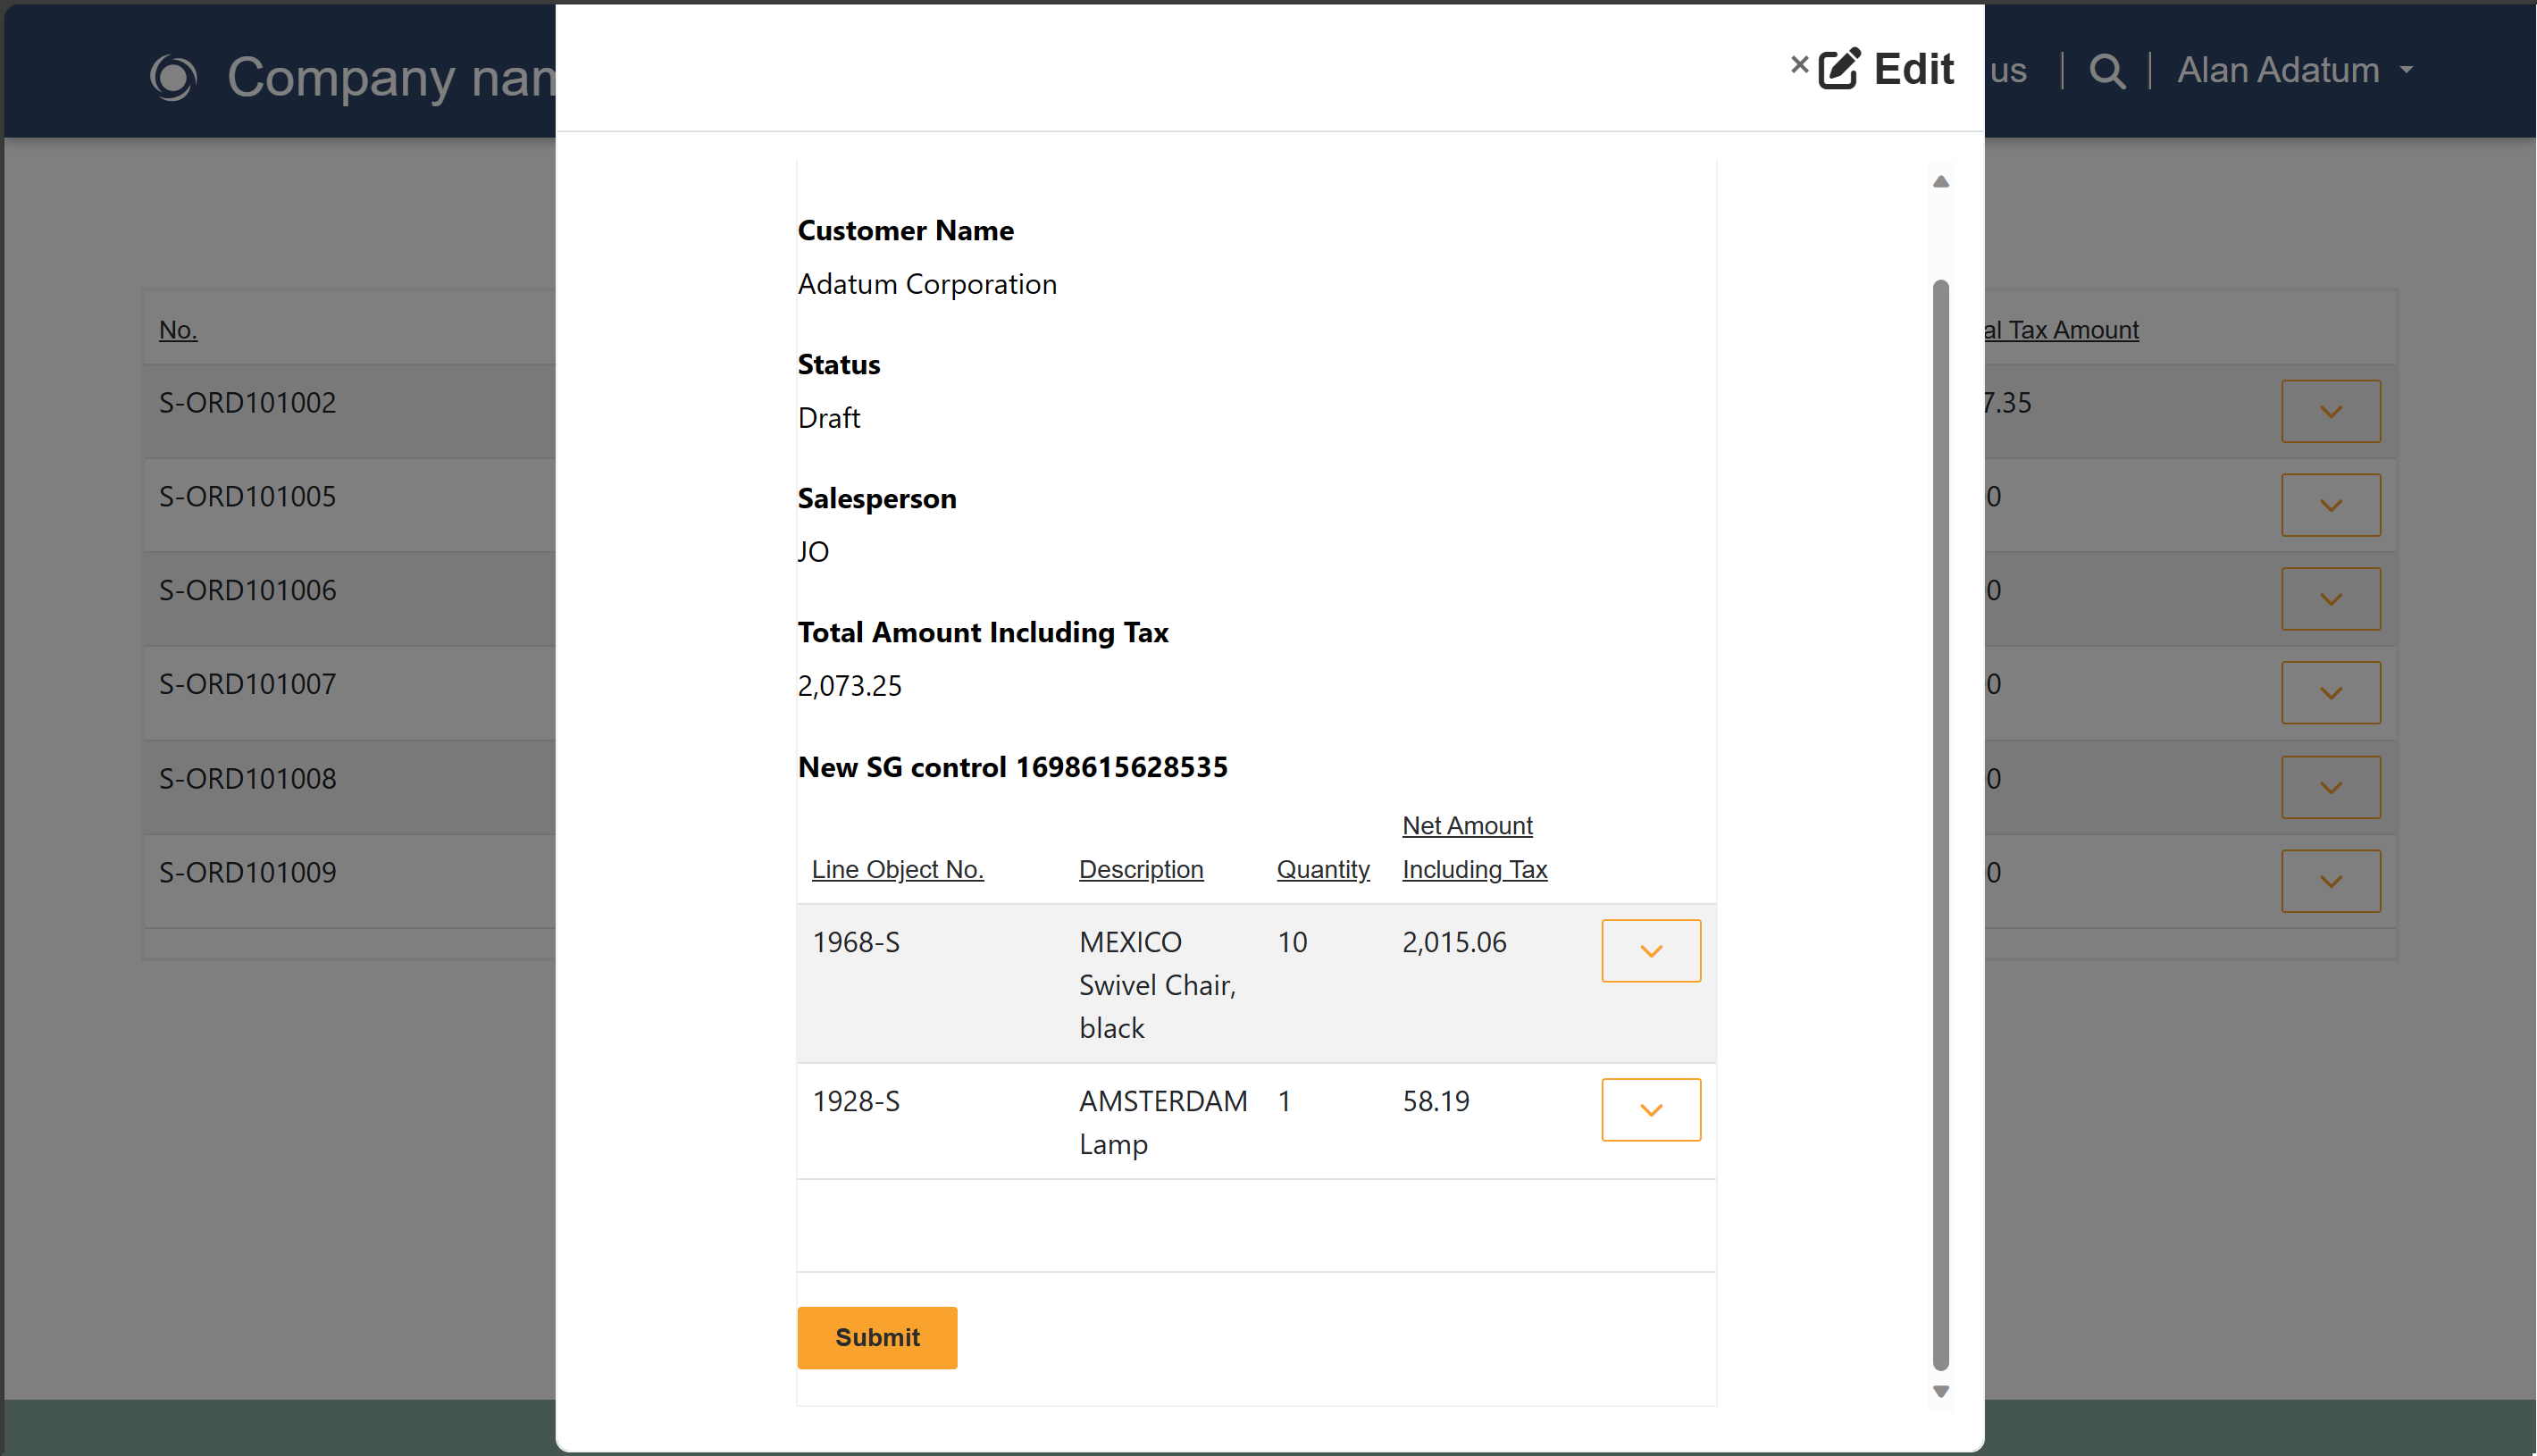 Company nam
× Edit
us
Alan Adatum
No.
al Tax Amount
S-ORD101002
7.35
S-ORD101005
0
S-ORD101006
0
S-ORD101007
0
S-ORD101008
0
S-ORD101009
0
Customer Name
Adatum Corporation
Status
Draft
Salesperson
JO
Total Amount Including Tax
2,073.25
New SG control 1698615628535
Line Object No. Description Quantity Net Amount Including Tax
1968-S MEXICO 10 2,015.06
Swivel Chair,
black
1928-S AMSTERDAM 1 58.19
Lamp
Submit